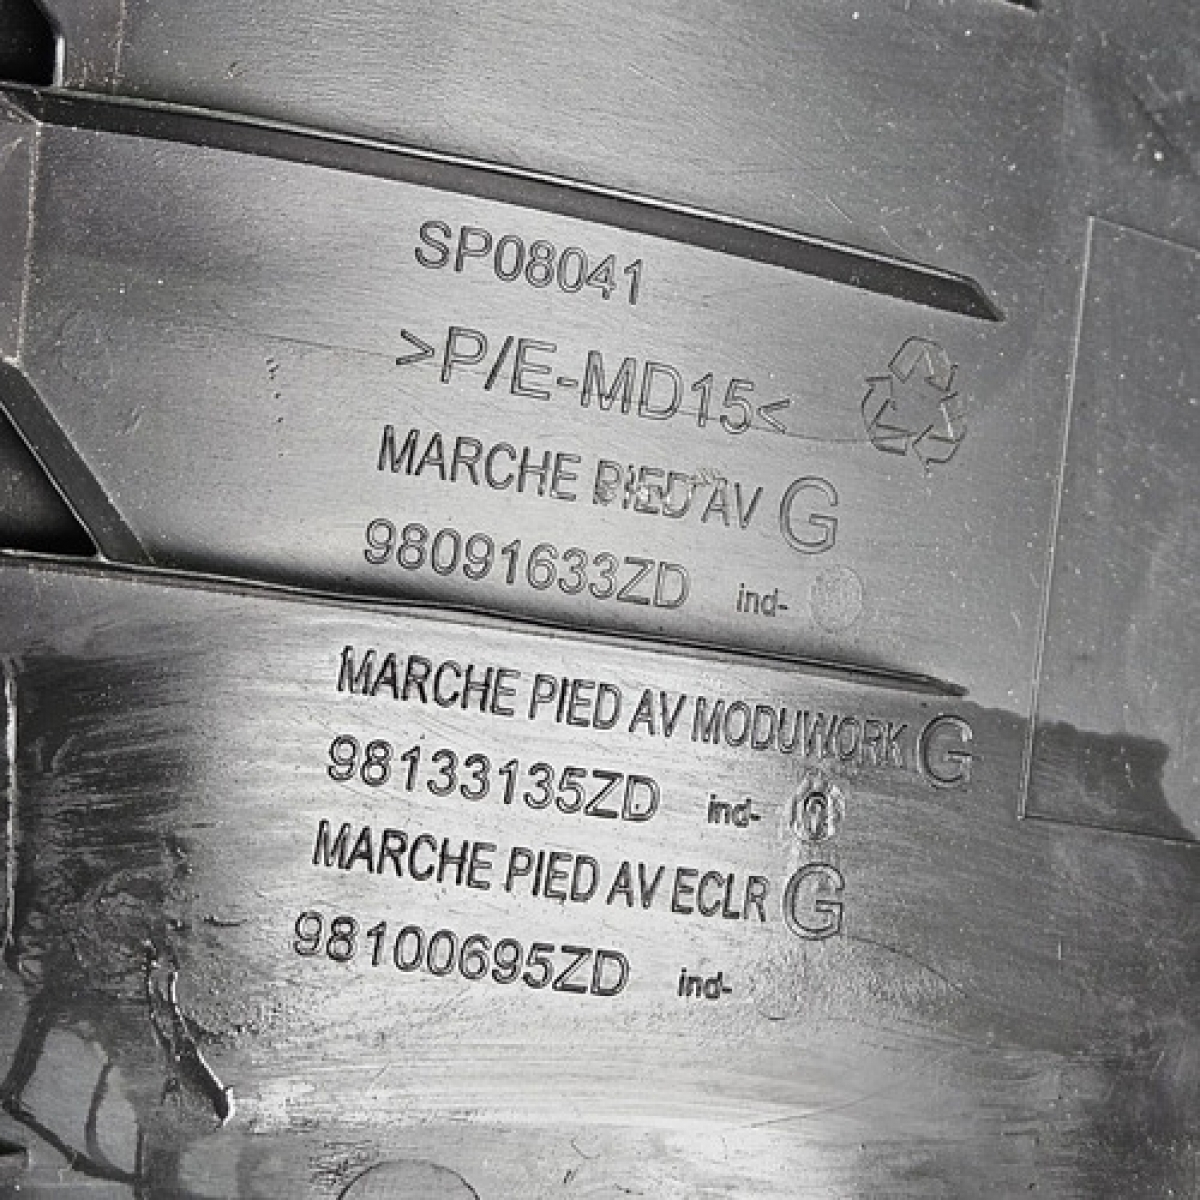 SP08041
>P/E-MD15<
MARCHE PIED AV G
98091633ZD ind-
MARCHE PIED AV MODUWORK G
98133135ZD ind- 0
MARCHE PIED AV ECLR G
98100695ZD ind-